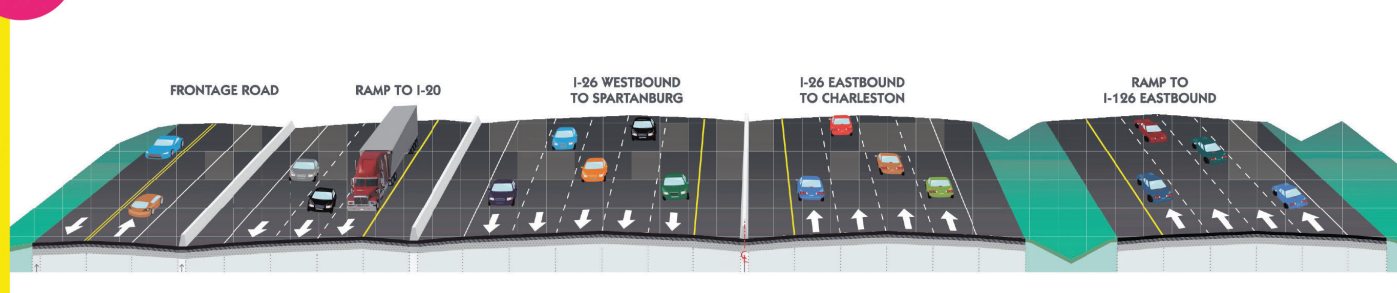 FRONTAGE ROAD
RAMP TO I-20
I-26 WESTBOUND
TO SPARTANBURG
I-26 EASTBOUND
TO CHARLESTON
RAMP TO
I-126 EASTBOUND